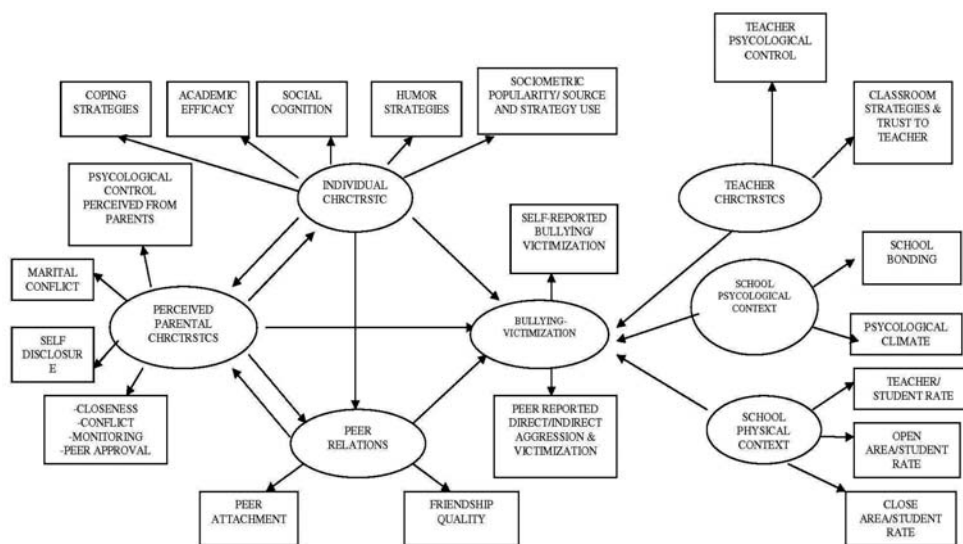 TEACHER
PSYCOLOGICAL
CONTROL
COPING
STRATEGIES
ACADEMIC
EFFICACY
SOCIAL
COGNITION
HUMOR
STRATEGIES
SOCIOMETRIC
POPULARITY/ SOURCE
AND STRATEGY USE
CLASSROOM
STRATEGIES &
TRUST TO
TEACHER
PSYCOLOGICAL
CONTROL
PERCEIVED FROM
PARENTS
INDIVIDUAL
CHRCTRSTC
TEACHER
CHRCTRSTCS
SELF-REPORTED
BULLYİNG/
VICTIMIZATION
SCHOOL
BONDING
MARITAL
CONFLICT
PERCEIVED
PARENTAL
CHRCTRSTCS
BULLYING-
VICTIMIZATION
SCHOOL
PSYCOLOGICAL
CONTEXT
PSYCOLOGICAL
CLIMATE
SELF
DISCLOSUR
E
TEACHER/
STUDENT RATE
-CLOSENESS
-CONFLICT
-MONITORING
-PEER APPROVAL
PEER
RELATIONS
PEER REPORTED
DIRECT/INDIRECT
AGGRESSION &
VICTIMIZATION
SCHOOL
PHYSICAL
CONTEXT
OPEN
AREA/STUDENT
RATE
PEER
ATTACHMENT
FRIENDSHIP
QUALITY
CLOSE
AREA/STUDENT
RATE